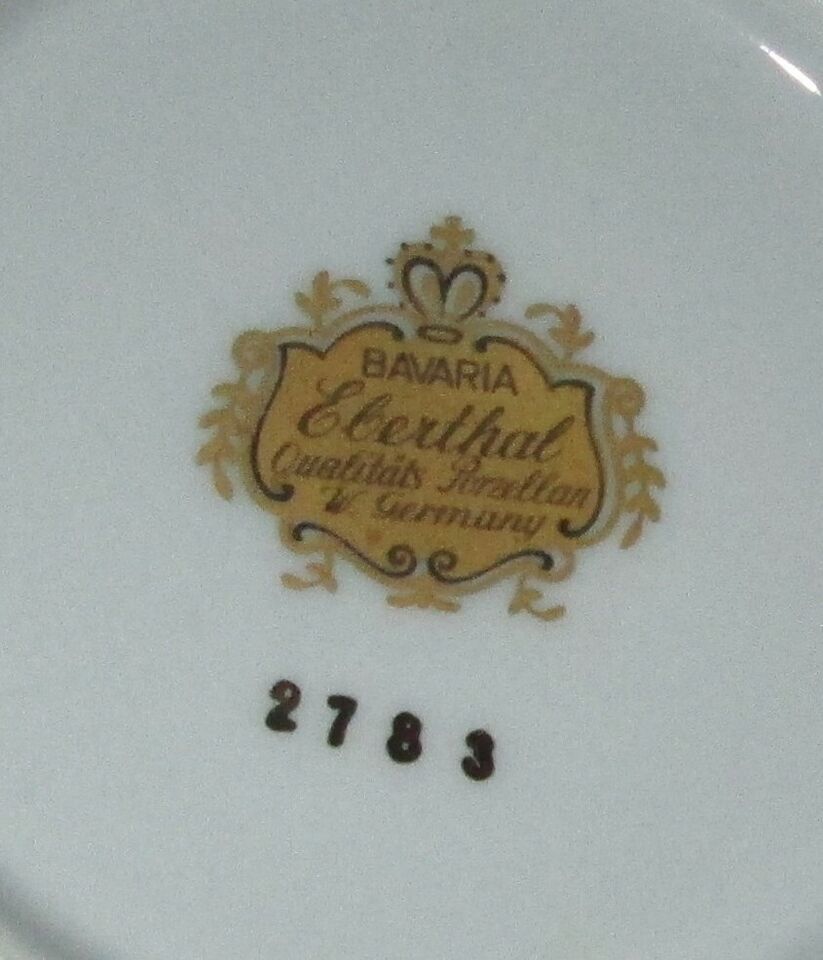 BAVARIA
Eberthal
Qualitäts Porzellan
W. Germany
2783